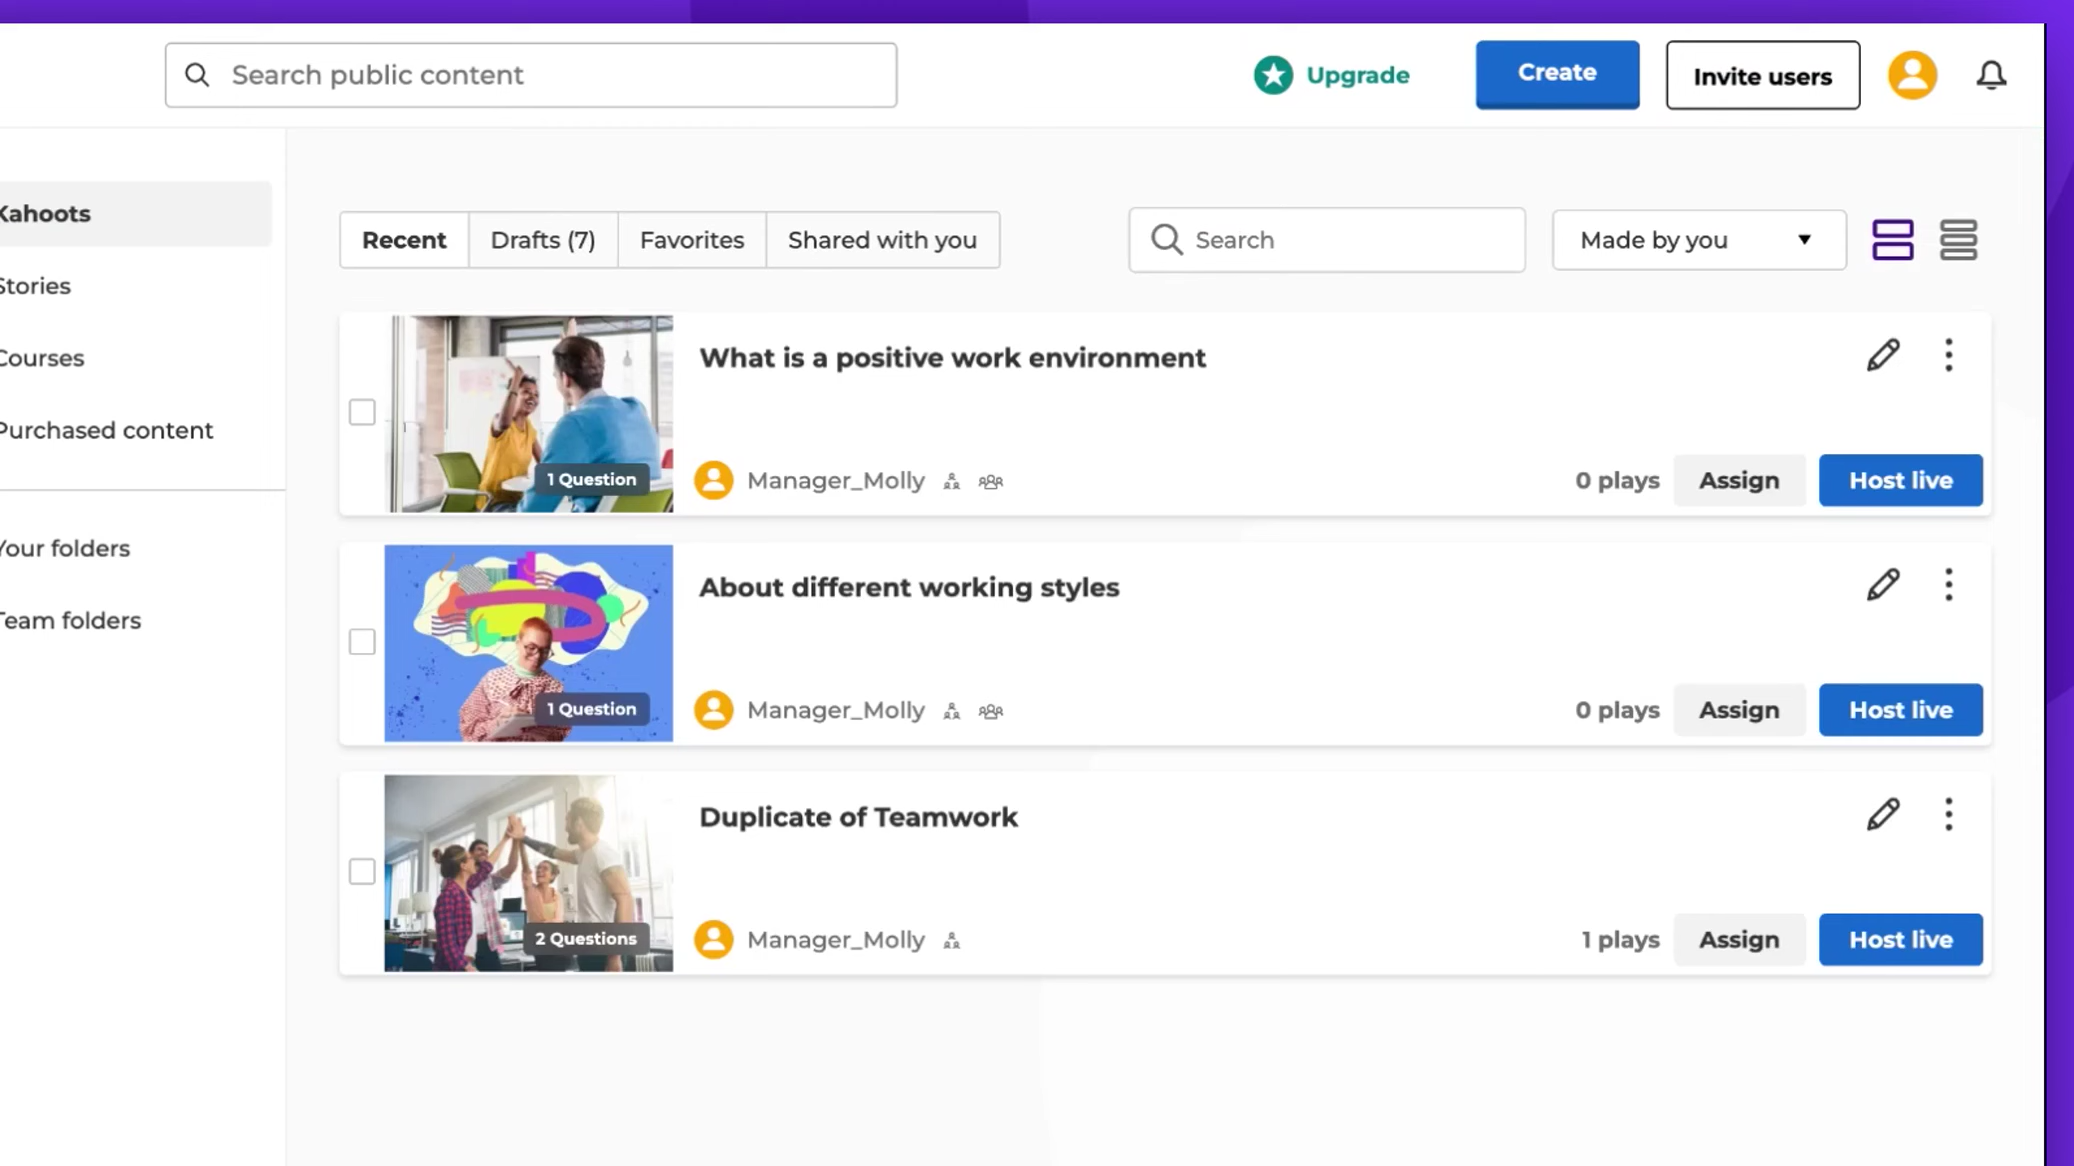 Search public content
Upgrade
Create
Invite users
Kahoots
Stories
Courses
Purchased content
Your folders
Team folders
Recent
Drafts (7)
Favorites
Shared with you
Search
Made by you
What is a positive work environment
1 Question
Manager_Molly
0 plays
Assign
Host live
About different working styles
1 Question
Manager_Molly
0 plays
Assign
Host live
Duplicate of Teamwork
2 Questions
Manager_Molly
1 plays
Assign
Host live